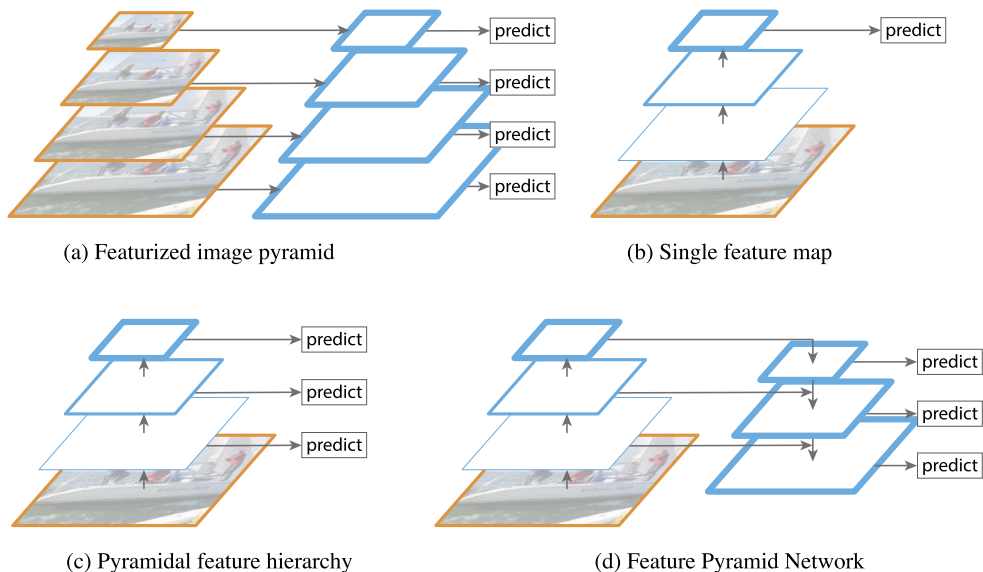 predict
predict
predict
predict
predict
(a) Featurized image pyramid
(b) Single feature map
predict
predict
predict
predict
predict
predict
(c) Pyramidal feature hierarchy
(d) Feature Pyramid Network